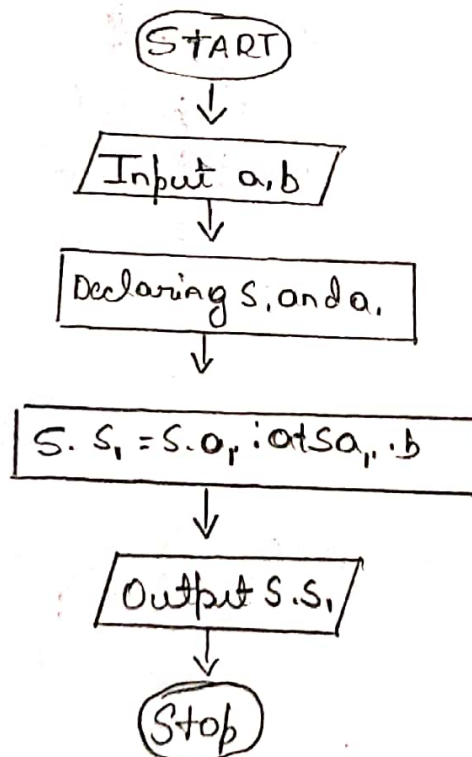 START
Input a, b
Declaring S, and a,
S. S, = S.a, : a+Sa, . b
Output S.S,
Stop